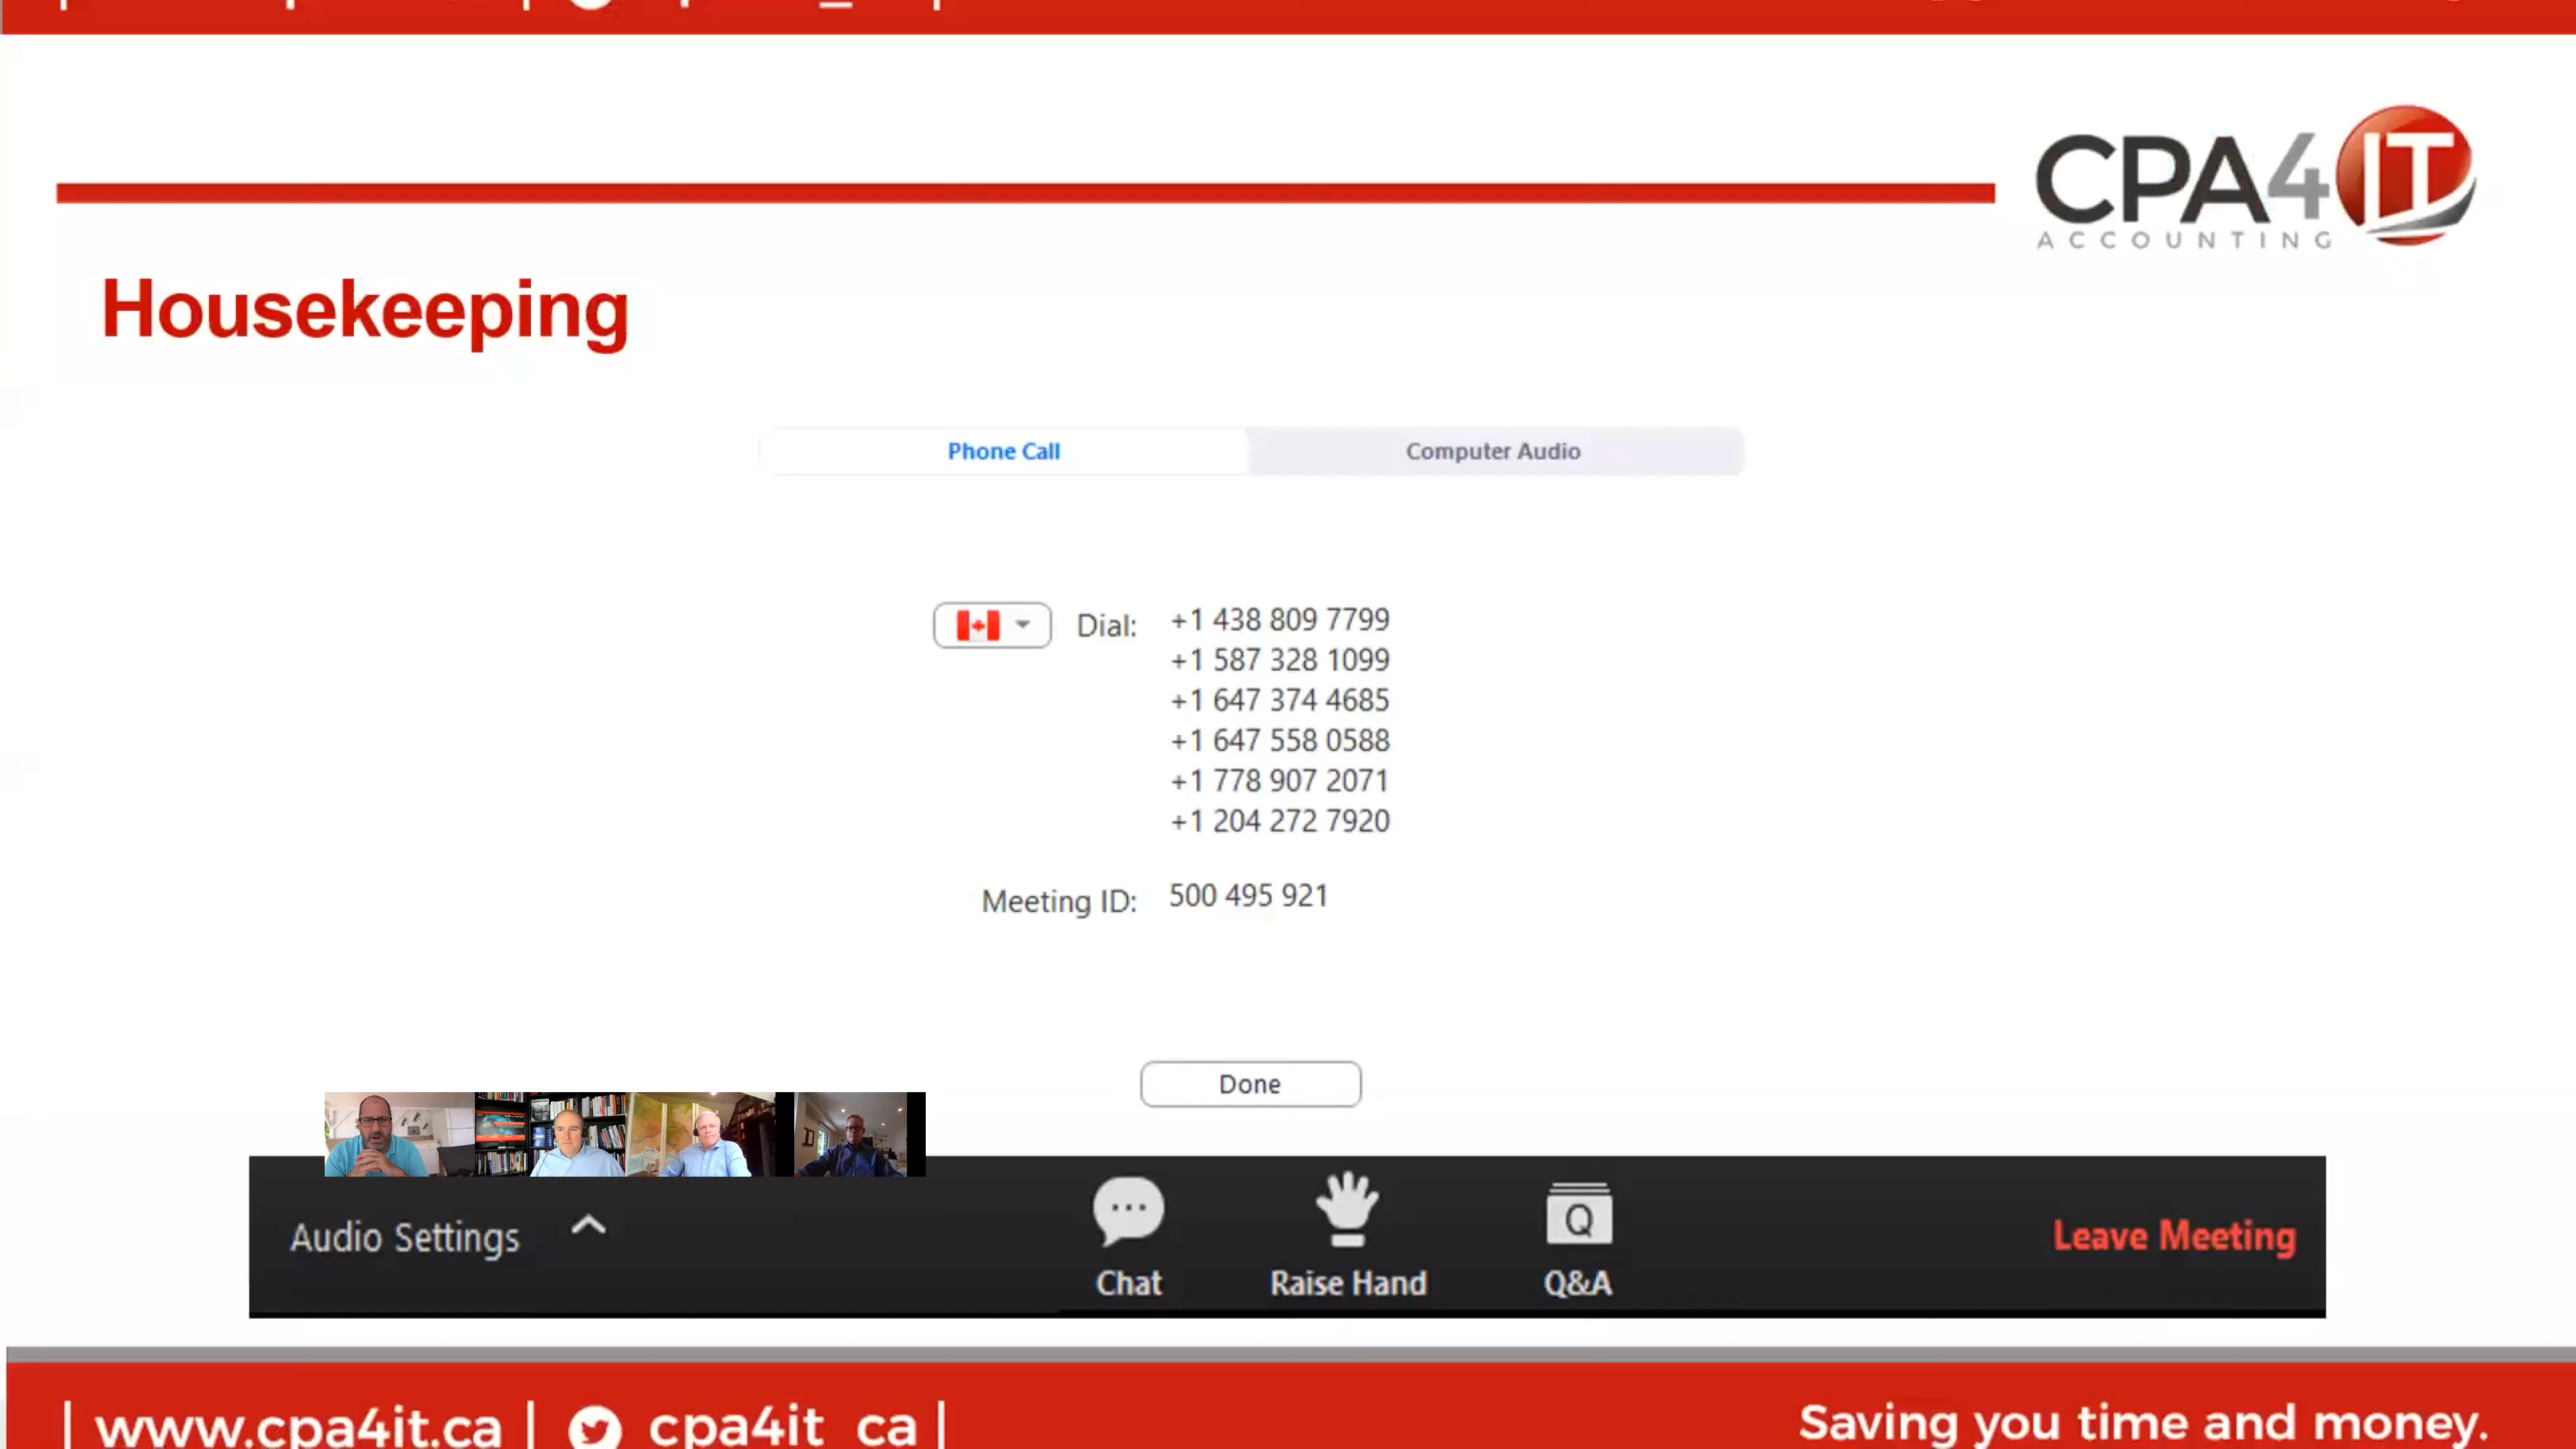 CPA4IT
ACCOUNTING
Housekeeping
Phone Call Computer Audio
Dial: +1 438 809 7799
+1 587 328 1099
+1 647 374 4685
+1 647 558 0588
+1 778 907 2071
+1 204 272 7920
Meeting ID: 500 495 921
Done
Audio Settings
Chat
Raise Hand
Q
Q&A
Leave Meeting
| www.cpa4it.ca | cpa4it_ca |
Saving you time and money.